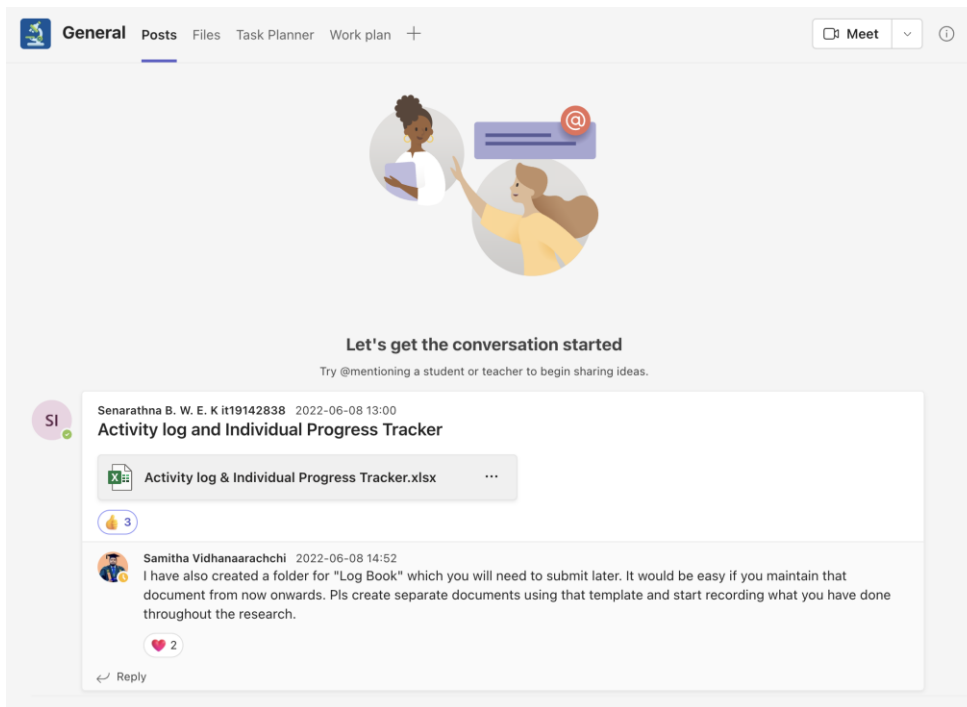 General Posts Files Task Planner Work plan + Meet
@
Let's get the conversation started
Try @mentioning a student or teacher to begin sharing ideas.
SI
Senarathna B. W. E. K it19142838 2022-06-08 13:00
Activity log and Individual Progress Tracker
Activity log & Individual Progress Tracker.xlsx ...
👍 3
Samitha Vidhanaarachchi 2022-06-08 14:52
I have also created a folder for "Log Book" which you will need to submit later. It would be easy if you maintain that
document from now onwards. Pls create separate documents using that template and start recording what you have done
throughout the research.
❤️ 2
Reply